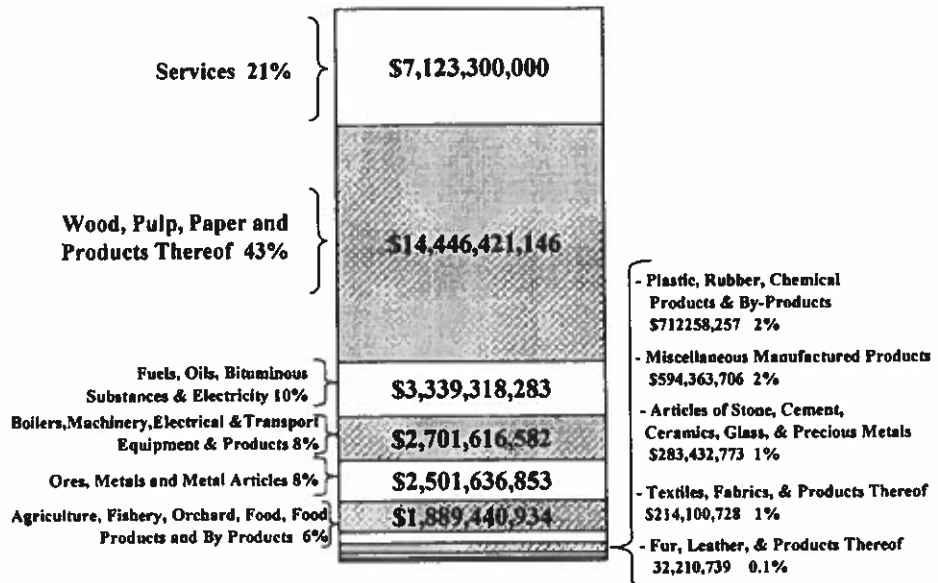 Services 21%
$7,123,300,000
Wood, Pulp, Paper and
Products Thereof 43%
$14,446,421,146
Fuels, Oils, Bituminous
Substances & Electricity 10%
$3,339,318,283
Boilers,Machinery,Electrical &Transport
Equipment & Products 8%
$2,701,616,582
Ores, Metals and Metal Articles 8%
$2,501,636,853
Agriculture, Fishery, Orchard, Food, Food
Products and By Products 6%
$1,889,440,934
- Plastic, Rubber, Chemical
Products & By-Products
$712258,257 2%
- Miscellaneous Manufactured Products
$594,363,706 2%
- Articles of Stone, Cement,
Ceramics, Glass, & Precious Metals
$283,432,773 1%
- Textiles, Fabrics, & Products Thereof
$214,100,728 1%
- Fur, Leather, & Products Thereof
32,210,739 0.1%